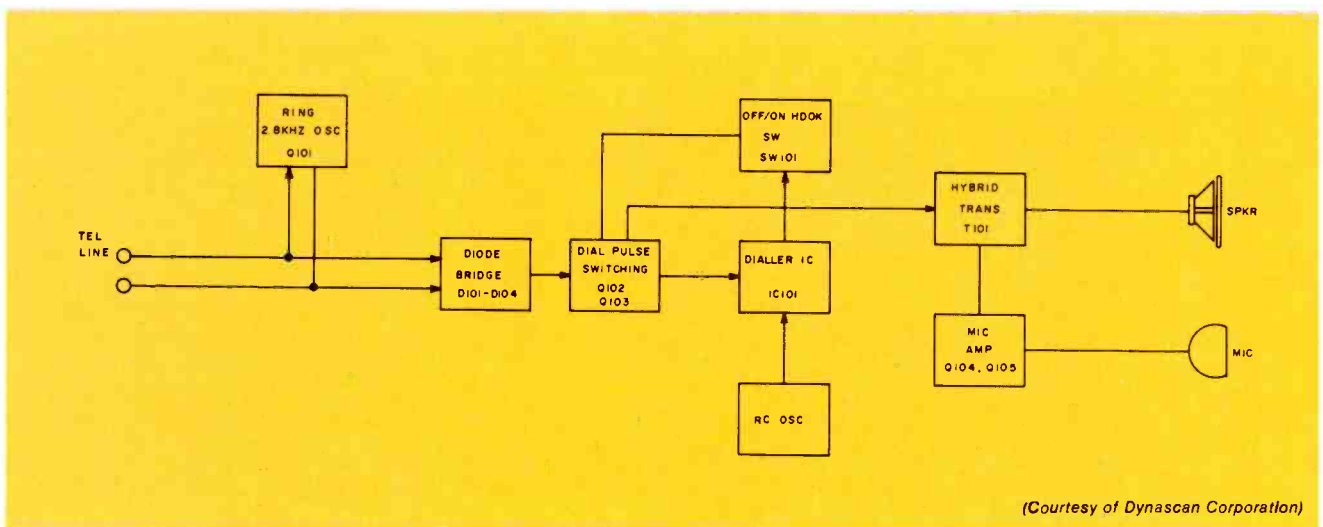 RING
2.8KHZ OSC
Q101
TEL
LINE
DIODE
BRIDGE
D101-D104
DIAL PULSE
SWITCHING
Q102
Q103
OFF/ON HOOK
SW
SW101
DIALLER IC
IC101
RC OSC
HYBRID
TRANS
T101
MIC
AMP
Q104, Q105
SPKR
MIC
(Courtesy of Dynascan Corporation)